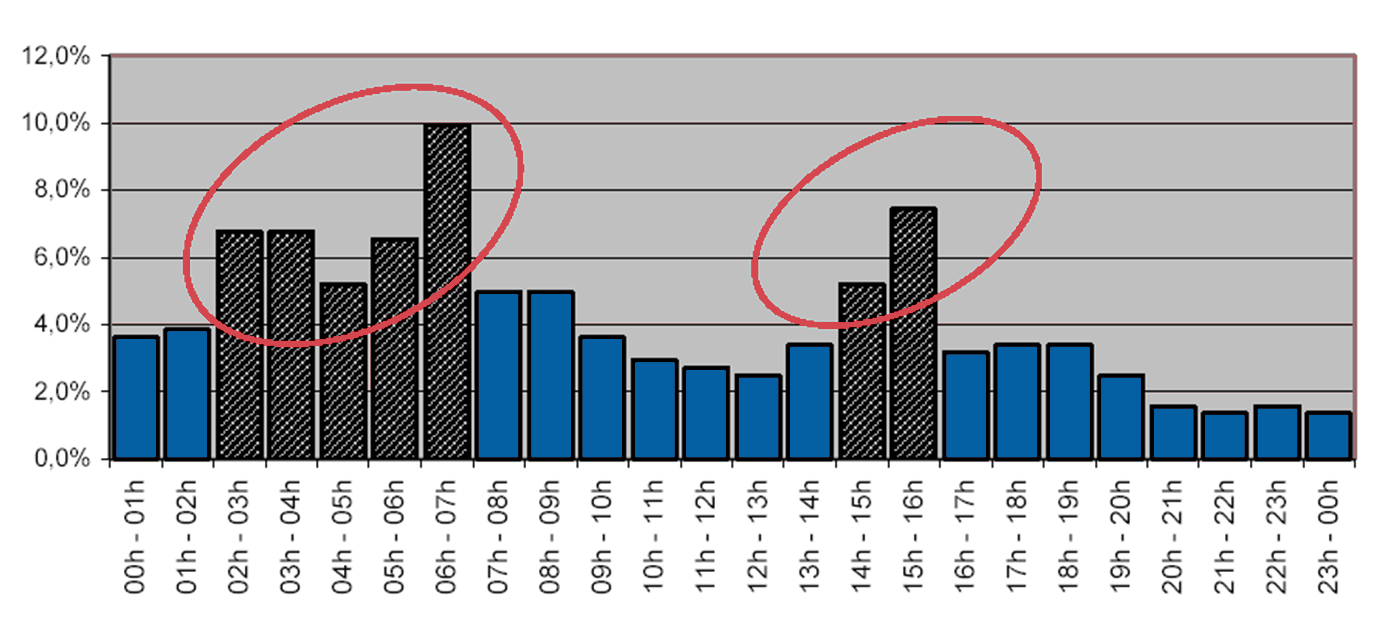 12,0%
10,0%
8,0%
6,0%
4,0%
2,0%
0,0%
00h - 01h
01h - 02h
02h - 03h
03h - 04h
04h - 05h
05h - 06h
06h - 07h
07h - 08h
08h - 09h
09h - 10h
10h - 11h
11h - 12h
12h - 13h
13h - 14h
14h - 15h
15h - 16h
16h - 17h
17h - 18h
18h - 19h
19h - 20h
20h - 21h
21h - 22h
22h - 23h
23h - 00h